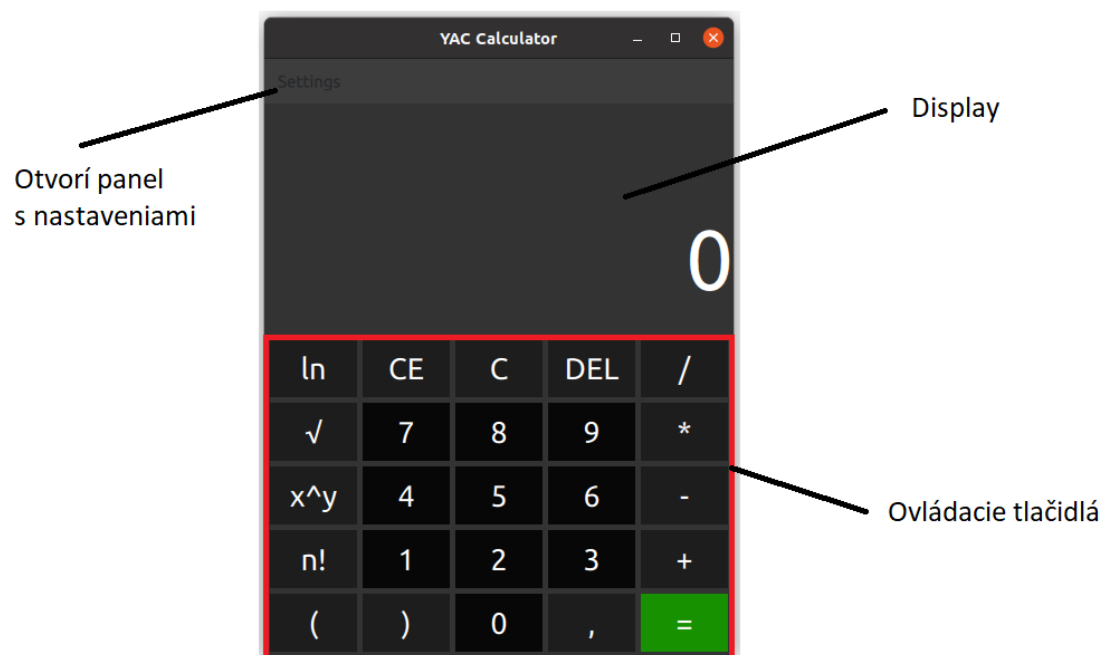 YAC Calculator
Settings
Display
Otvorí panel
s nastaveniami
0
ln CE C DEL /
√ 7 8 9 *
x^y 4 5 6 -
Ovládacie tlačidlá
n! 1 2 3 +
( ) 0 , =